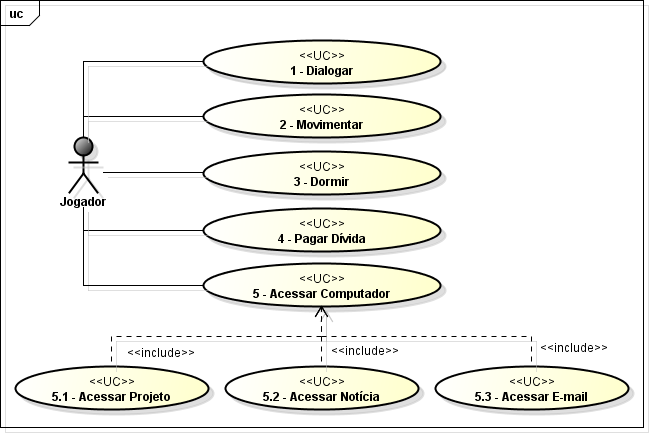 uc
<<UC>>
1 - Dialogar
<<UC>>
2 - Movimentar
<<UC>>
3 - Dormir
Jogador
<<UC>>
4 - Pagar Dívida
<<UC>>
5 - Acessar Computador
<<include>>
<<include>>
<<include>>
<<UC>>
5.1 - Acessar Projeto
<<UC>>
5.2 - Acessar Notícia
<<UC>>
5.3 - Acessar E-mail